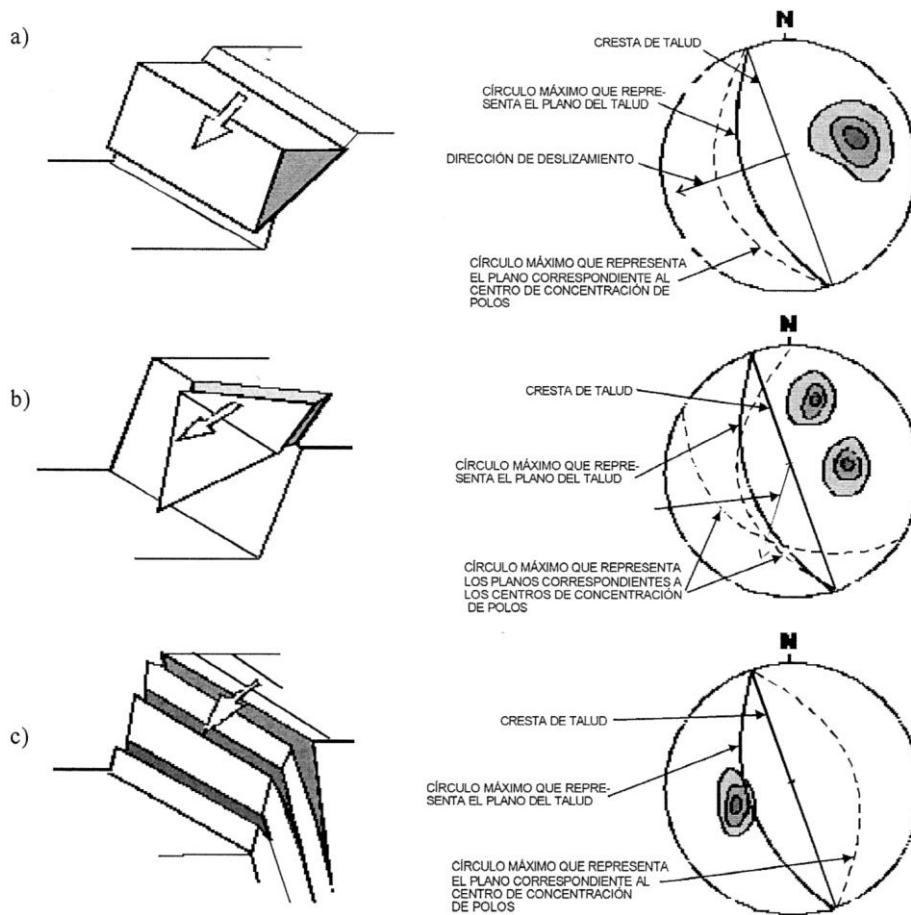 a)
N
CRESTA DE TALUD
CÍRCULO MÁXIMO QUE REPRE-
SENTA EL PLANO DEL TALUD
DIRECCIÓN DE DESLIZAMIENTO
CÍRCULO MÁXIMO QUE REPRESENTA
EL PLANO CORRESPONDIENTE AL
CENTRO DE CONCENTRACIÓN DE
POLOS
b)
N
CRESTA DE TALUD
CÍRCULO MÁXIMO QUE REPRE-
SENTA EL PLANO DEL TALUD
CÍRCULO MÁXIMO QUE REPRESENTA
LOS PLANOS CORRESPONDIENTES A
LOS CENTROS DE CONCENTRACIÓN
DE POLOS
c)
N
CRESTA DE TALUD
CÍRCULO MÁXIMO QUE REPRE-
SENTA EL PLANO DEL TALUD
CÍRCULO MÁXIMO QUE REPRESENTA
EL PLANO CORRESPONDIENTE AL
CENTRO DE CONCENTRACIÓN
DE POLOS